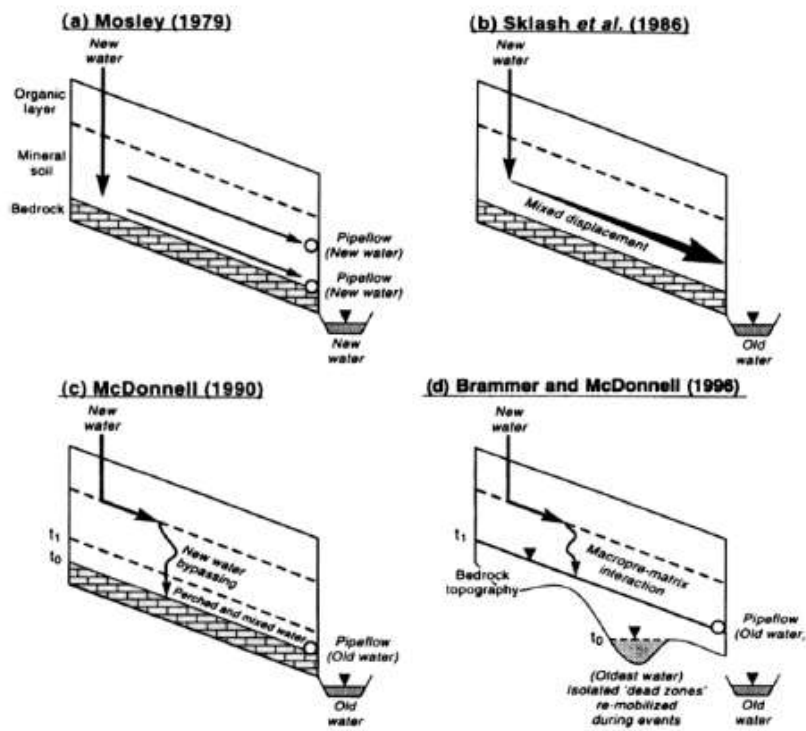 (a) Mosley (1979)
New
water
Organic
layer
Mineral
soil
Bedrock
Pipeflow
(New water)
Pipeflow
(New water)
New
water
(b) Sklash et al. (1986)
New
water
Mixed displacement
Old
water
(c) McDonnell (1990)
New
water
t₁
t₀
New water
bypassing
Perched and mixed water
Pipeflow
(Old water)
Old
water
(d) Brammer and McDonnell (1996)
New
water
t₁
Macropre-matrix
interaction
Bedrock
topography
t₀
Pipeflow
(Old water,
(Oldest water)
Isolated 'dead zones'
re-mobilized
during events
Old
water